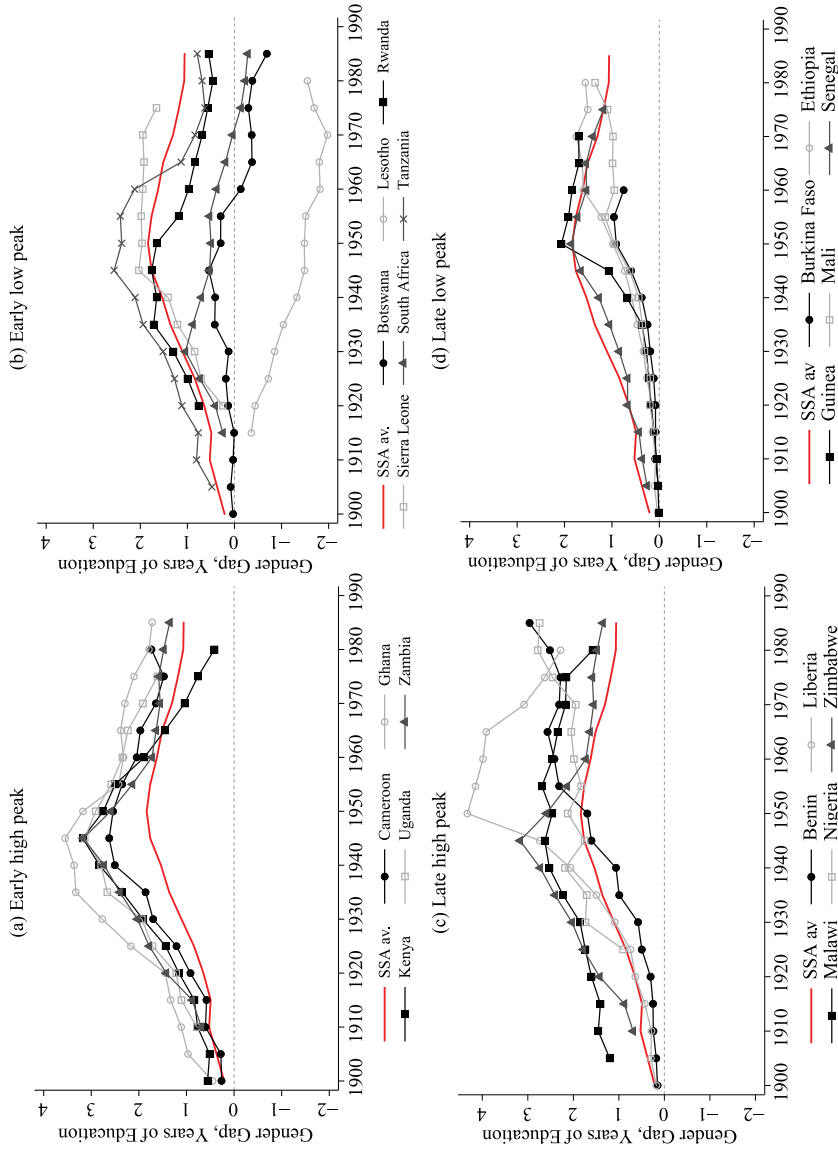 (a) Early high peak
Gender Gap, Years of Education
4
3
2
1
0
−1
−2
1900 1910 1920 1930 1940 1950 1960 1970 1980 1990
SSA av. Cameroon Ghana
Kenya Uganda Zambia
(b) Early low peak
Gender Gap, Years of Education
4
3
2
1
0
−1
−2
1900 1910 1920 1930 1940 1950 1960 1970 1980 1990
SSA av. Botswana Lesotho Rwanda
Sierra Leone South Africa Tanzania
(c) Late high peak
Gender Gap, Years of Education
4
3
2
1
0
−1
−2
1900 1910 1920 1930 1940 1950 1960 1970 1980 1990
SSA av Benin Liberia
Malawi Nigeria Zimbabwe
(d) Late low peak
Gender Gap, Years of Education
4
3
2
1
0
−1
−2
1900 1910 1920 1930 1940 1950 1960 1970 1980 1990
SSA av Burkina Faso Ethiopia
Guinea Mali Senegal